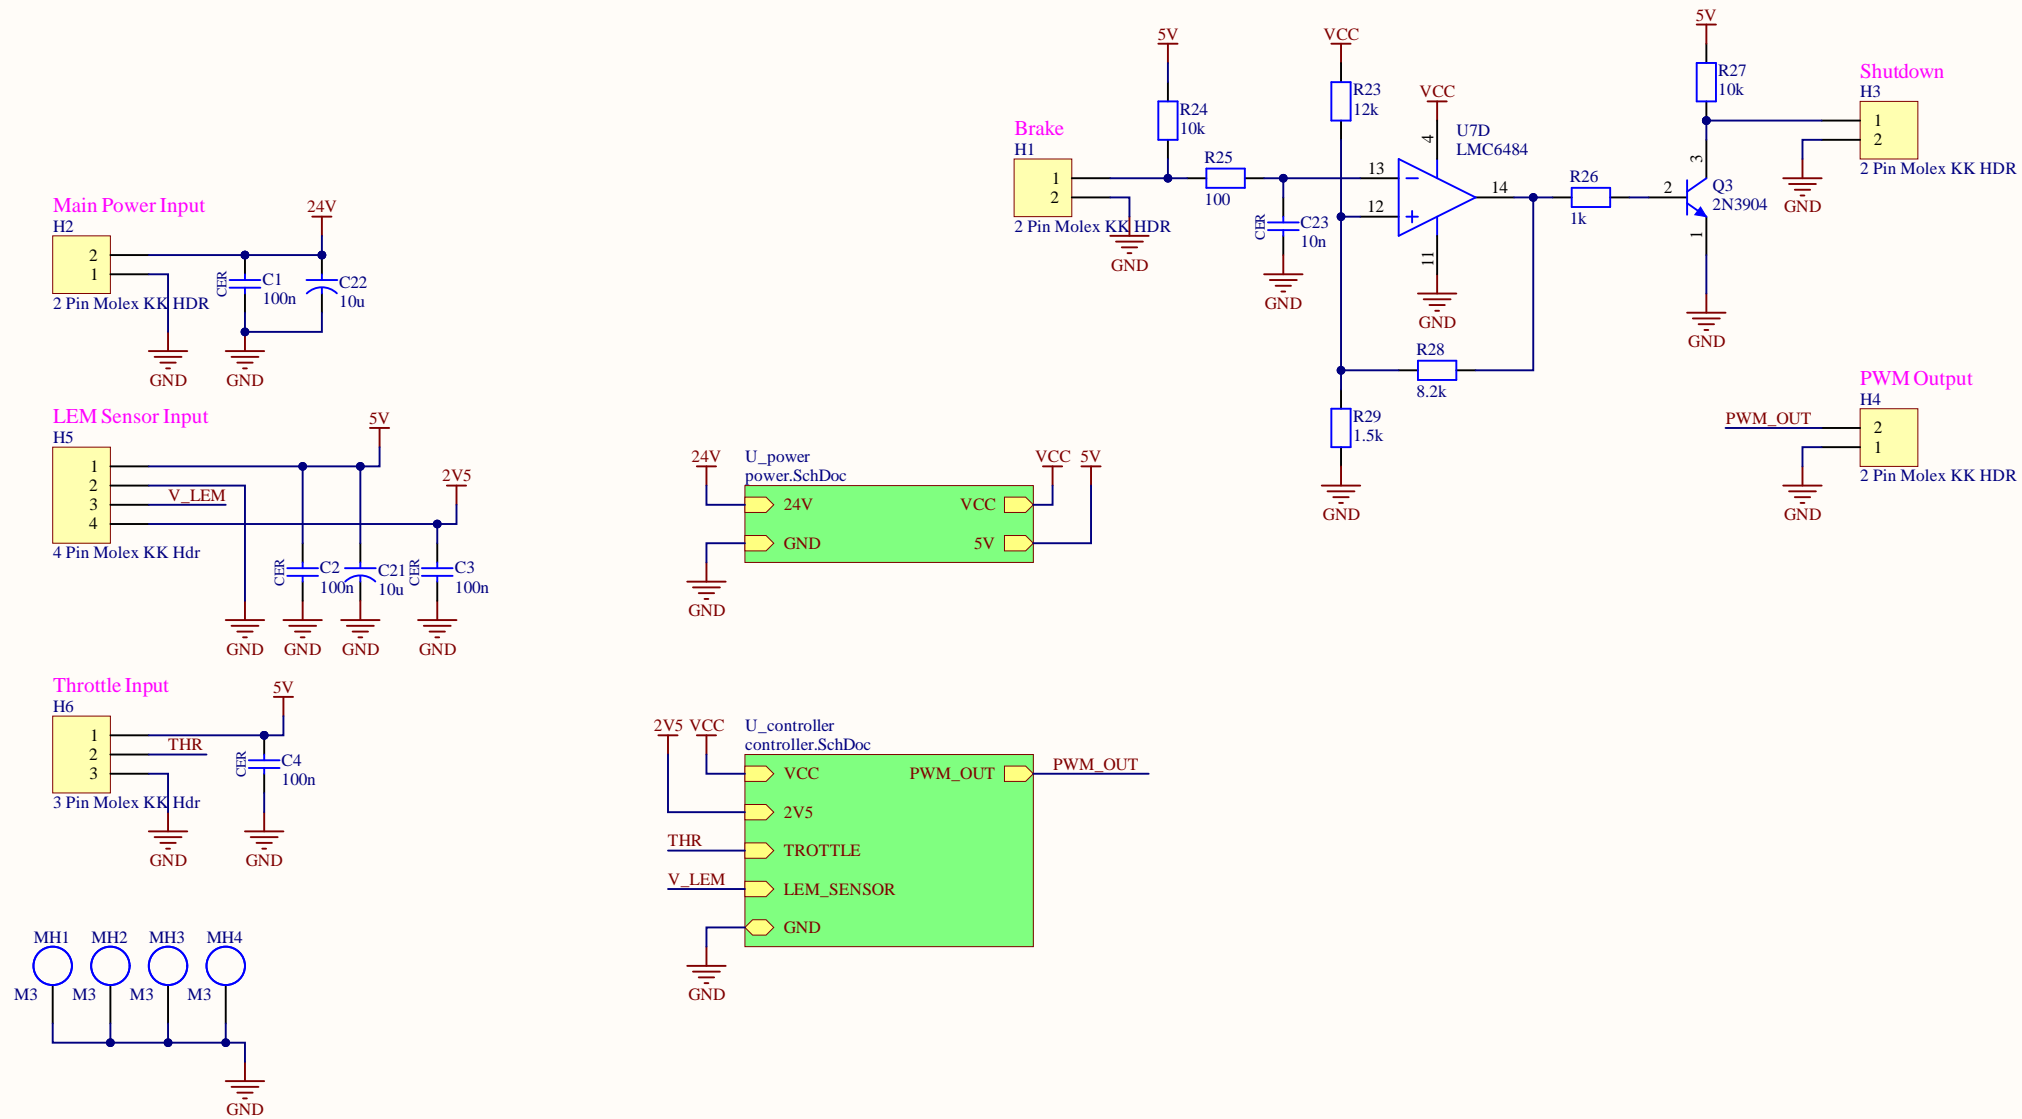 Main Power Input
H2
2
1
2 Pin Molex KK HDR
24V
CER
C1
100n
C22
10u
GND
GND
LEM Sensor Input
H5
1
2
3
4
4 Pin Molex KK Hdr
V_LEM
5V
2V5
CER
C2
100n
C21
10u
CER
C3
100n
GND
GND
GND
GND
Throttle Input
H6
1
2
3
3 Pin Molex KK Hdr
THR
5V
CER
C4
100n
GND
GND
MH1
MH2
MH3
MH4
M3
M3
M3
M3
GND
24V
U_power
power.SchDoc
VCC
5V
24V
VCC
GND
5V
GND
2V5
VCC
U_controller
controller.SchDoc
VCC
PWM_OUT
PWM_OUT
2V5
THR
TROTTLE
V_LEM
LEM_SENSOR
GND
GND
Brake
H1
1
2
2 Pin Molex KK HDR
GND
5V
R24
10k
R25
100
CER
C23
10n
GND
VCC
R23
12k
VCC
4
U7D
LMC6484
13
12
14
11
GND
R28
8.2k
R29
1.5k
GND
R26
1k
5V
R27
10k
3
2
Q3
2N3904
1
GND
Shutdown
H3
1
2
2 Pin Molex KK HDR
GND
PWM Output
H4
PWM_OUT
2
1
2 Pin Molex KK HDR
GND